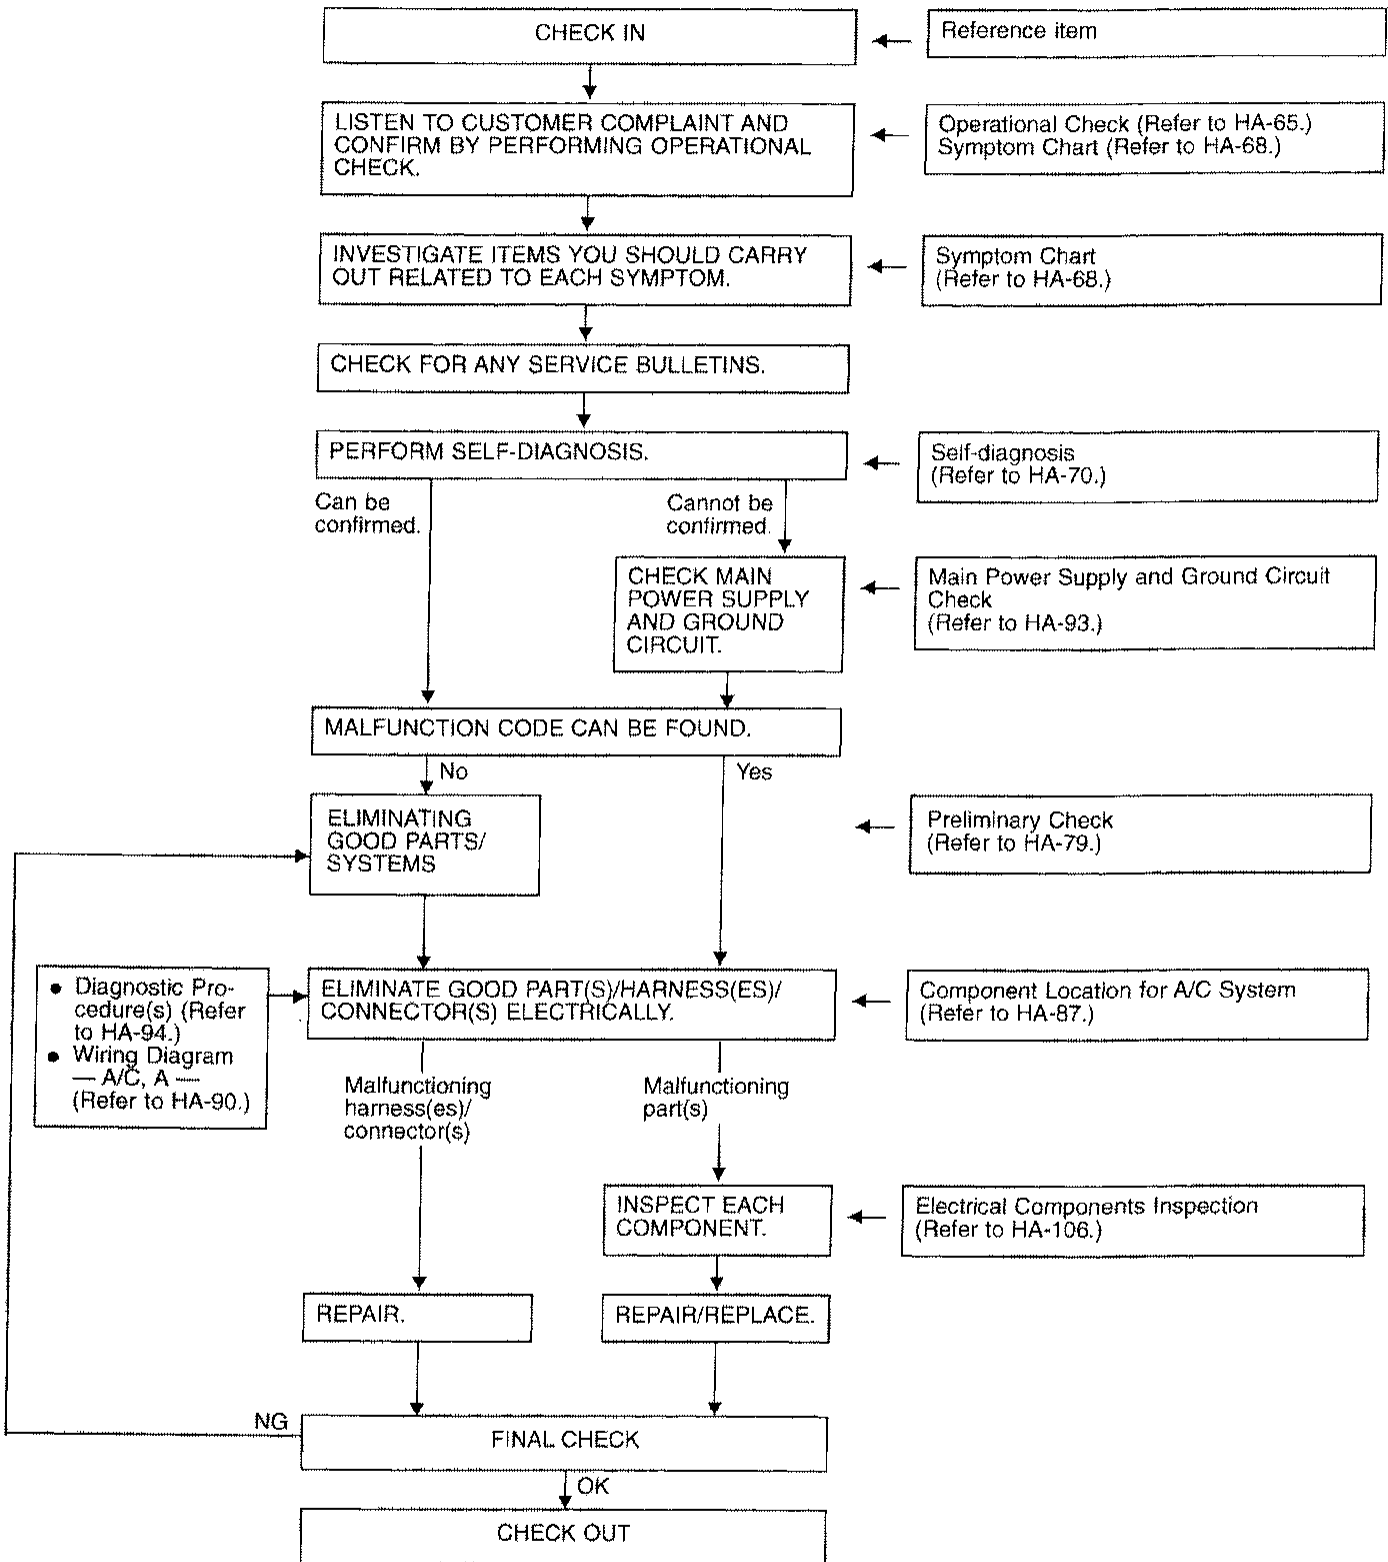 CHECK IN
Reference item
LISTEN TO CUSTOMER COMPLAINT AND
CONFIRM BY PERFORMING OPERATIONAL
CHECK.
Operational Check (Refer to HA-65.)
Symptom Chart (Refer to HA-68.)
INVESTIGATE ITEMS YOU SHOULD CARRY
OUT RELATED TO EACH SYMPTOM.
Symptom Chart
(Refer to HA-68.)
CHECK FOR ANY SERVICE BULLETINS.
PERFORM SELF-DIAGNOSIS.
Self-diagnosis
(Refer to HA-70.)
Can be
confirmed.
Cannot be
confirmed.
CHECK MAIN
POWER SUPPLY
AND GROUND
CIRCUIT.
Main Power Supply and Ground Circuit
Check
(Refer to HA-93.)
MALFUNCTION CODE CAN BE FOUND.
No
Yes
ELIMINATING
GOOD PARTS/
SYSTEMS
Preliminary Check
(Refer to HA-79.)
● Diagnostic Pro-
cedure(s) (Refer
to HA-94.)
● Wiring Diagram
— A/C, A —
(Refer to HA-90.)
ELIMINATE GOOD PART(S)/HARNESS(ES)/
CONNECTOR(S) ELECTRICALLY.
Component Location for A/C System
(Refer to HA-87.)
Malfunctioning
harness(es)/
connector(s)
Malfunctioning
part(s)
INSPECT EACH
COMPONENT.
Electrical Components Inspection
(Refer to HA-106.)
REPAIR.
REPAIR/REPLACE.
NG
FINAL CHECK
OK
CHECK OUT